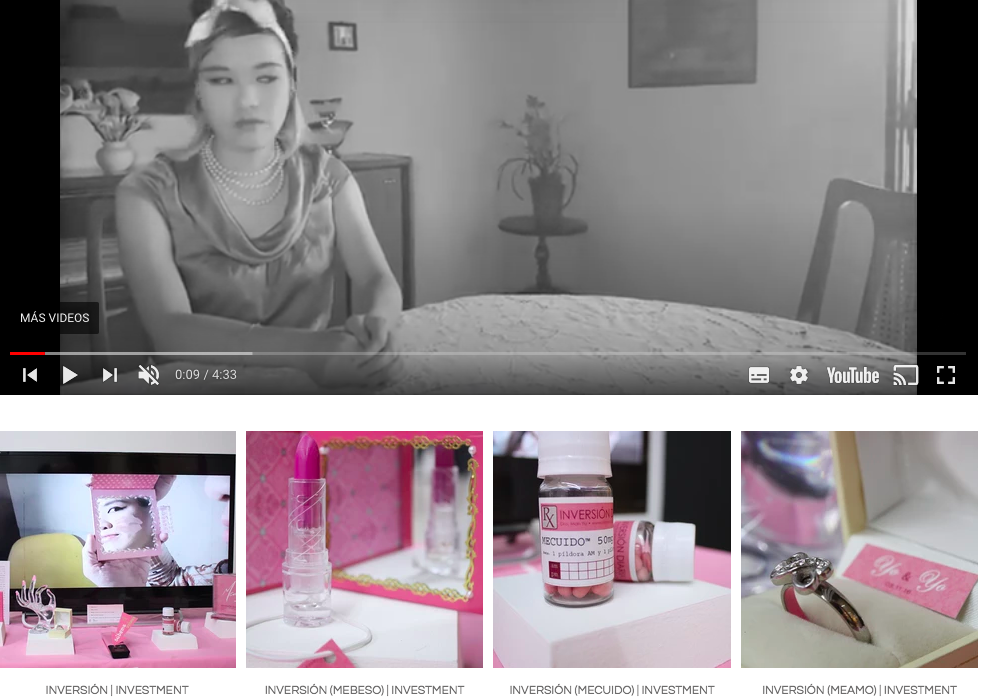 MÁS VIDEOS
0:09 / 4:33
YouTube
Rx INVERSIÓN
MECUIDO™ 50mg
1 píldora AM y 1
Yo & Yo
INVERSIÓN | INVESTMENT
INVERSIÓN (MEBESO) | INVESTMENT
INVERSIÓN (MECUIDO) | INVESTMENT
INVERSIÓN (MEAMO) | INVESTMENT